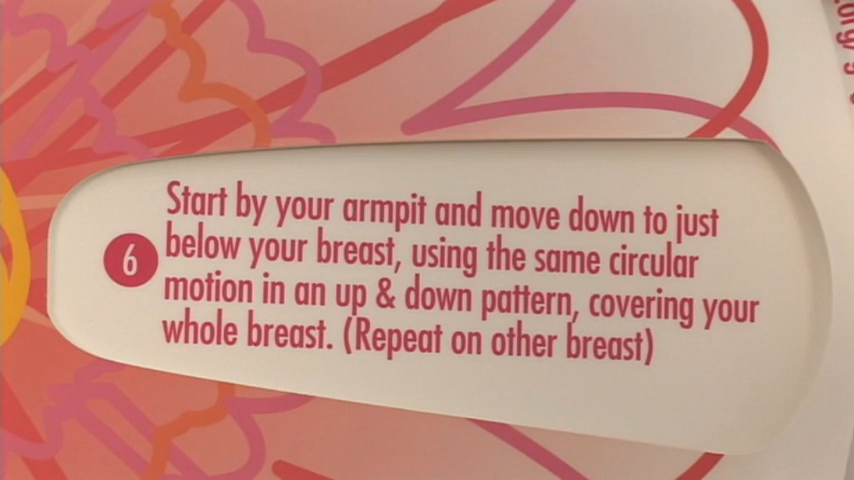 6
Start by your armpit and move down to just
below your breast, using the same circular
motion in an up & down pattern, covering your
whole breast. (Repeat on other breast)